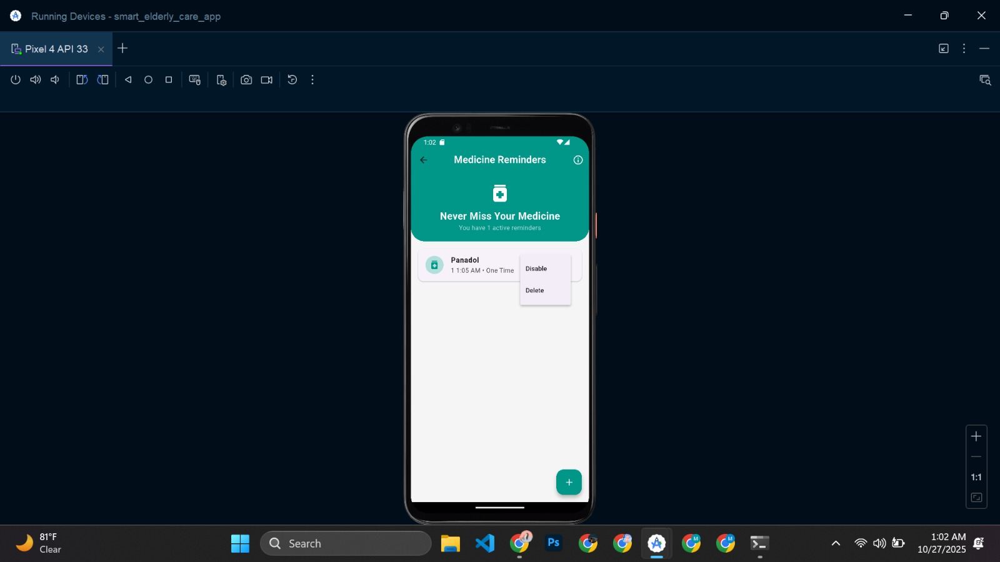 Running Devices - smart_elderly_care_app
Pixel 4 API 33
1:02
Medicine Reminders
Never Miss Your Medicine
You have 1 active reminders
Panadol
1 1:05 AM • One Time
Disable
Delete
1:1
81°F
Clear
Search
Ps
M
M
1:02 AM
10/27/2025